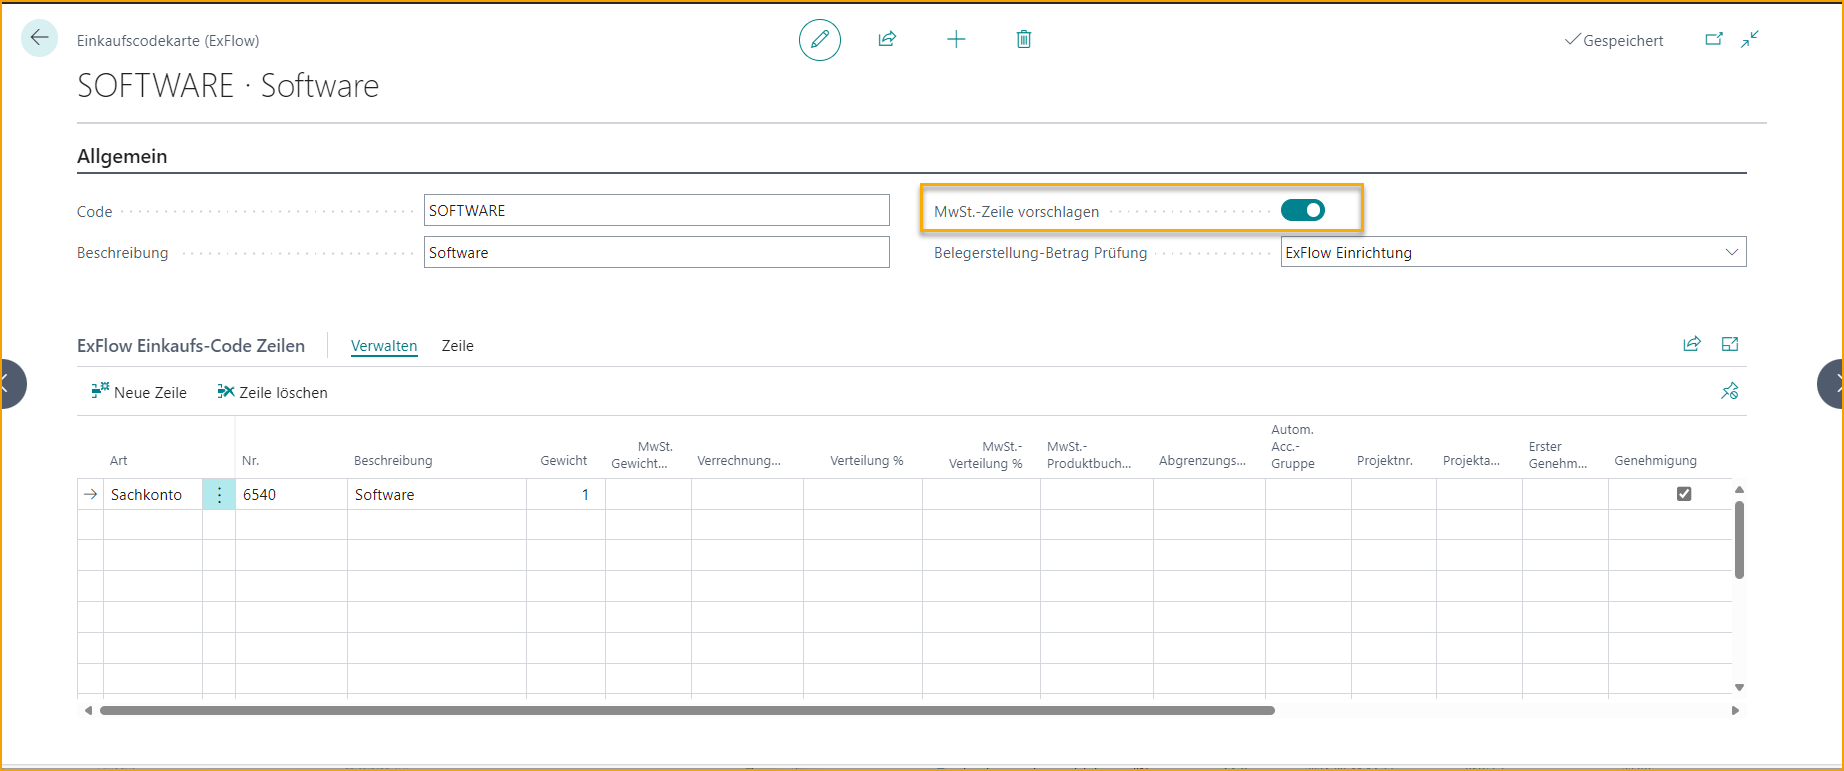 Einkaufscodekarte (ExFlow)
Gespeichert
SOFTWARE · Software
Allgemein
Code
SOFTWARE
MwSt.-Zeile vorschlagen
Beschreibung
Software
Belegerstellung-Betrag Prüfung
ExFlow Einrichtung
ExFlow Einkaufs-Code Zeilen
Verwalten
Zeile
Neue Zeile
Zeile löschen
Art
Nr.
Beschreibung
Gewicht
MwSt.
Gewicht...
Verrechnung...
Verteilung %
MwSt.-
Verteilung %
MwSt.-
Produktbuch...
Abgrenzungs...
Autom.
Acc.-
Gruppe
Projektnr.
Projekta...
Erster
Genehm...
Genehmigung
Sachkonto
6540
Software
1